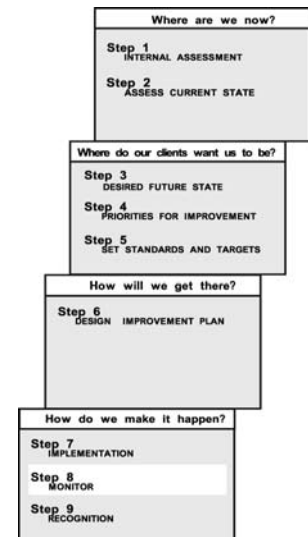 Where are we now?
Step 1
INTERNAL ASSESSMENT
Step 2
ASSESS CURRENT STATE
Where do our clients want us to be?
Step 3
DESIRED FUTURE STATE
Step 4
PRIORITIES FOR IMPROVEMENT
Step 5
SET STANDARDS AND TARGETS
How will we get there?
Step 6
DESIGN IMPROVEMENT PLAN
How do we make it happen?
Step 7
IMPLEMENTATION
Step 8
MONITOR
Step 9
RECOGNITION